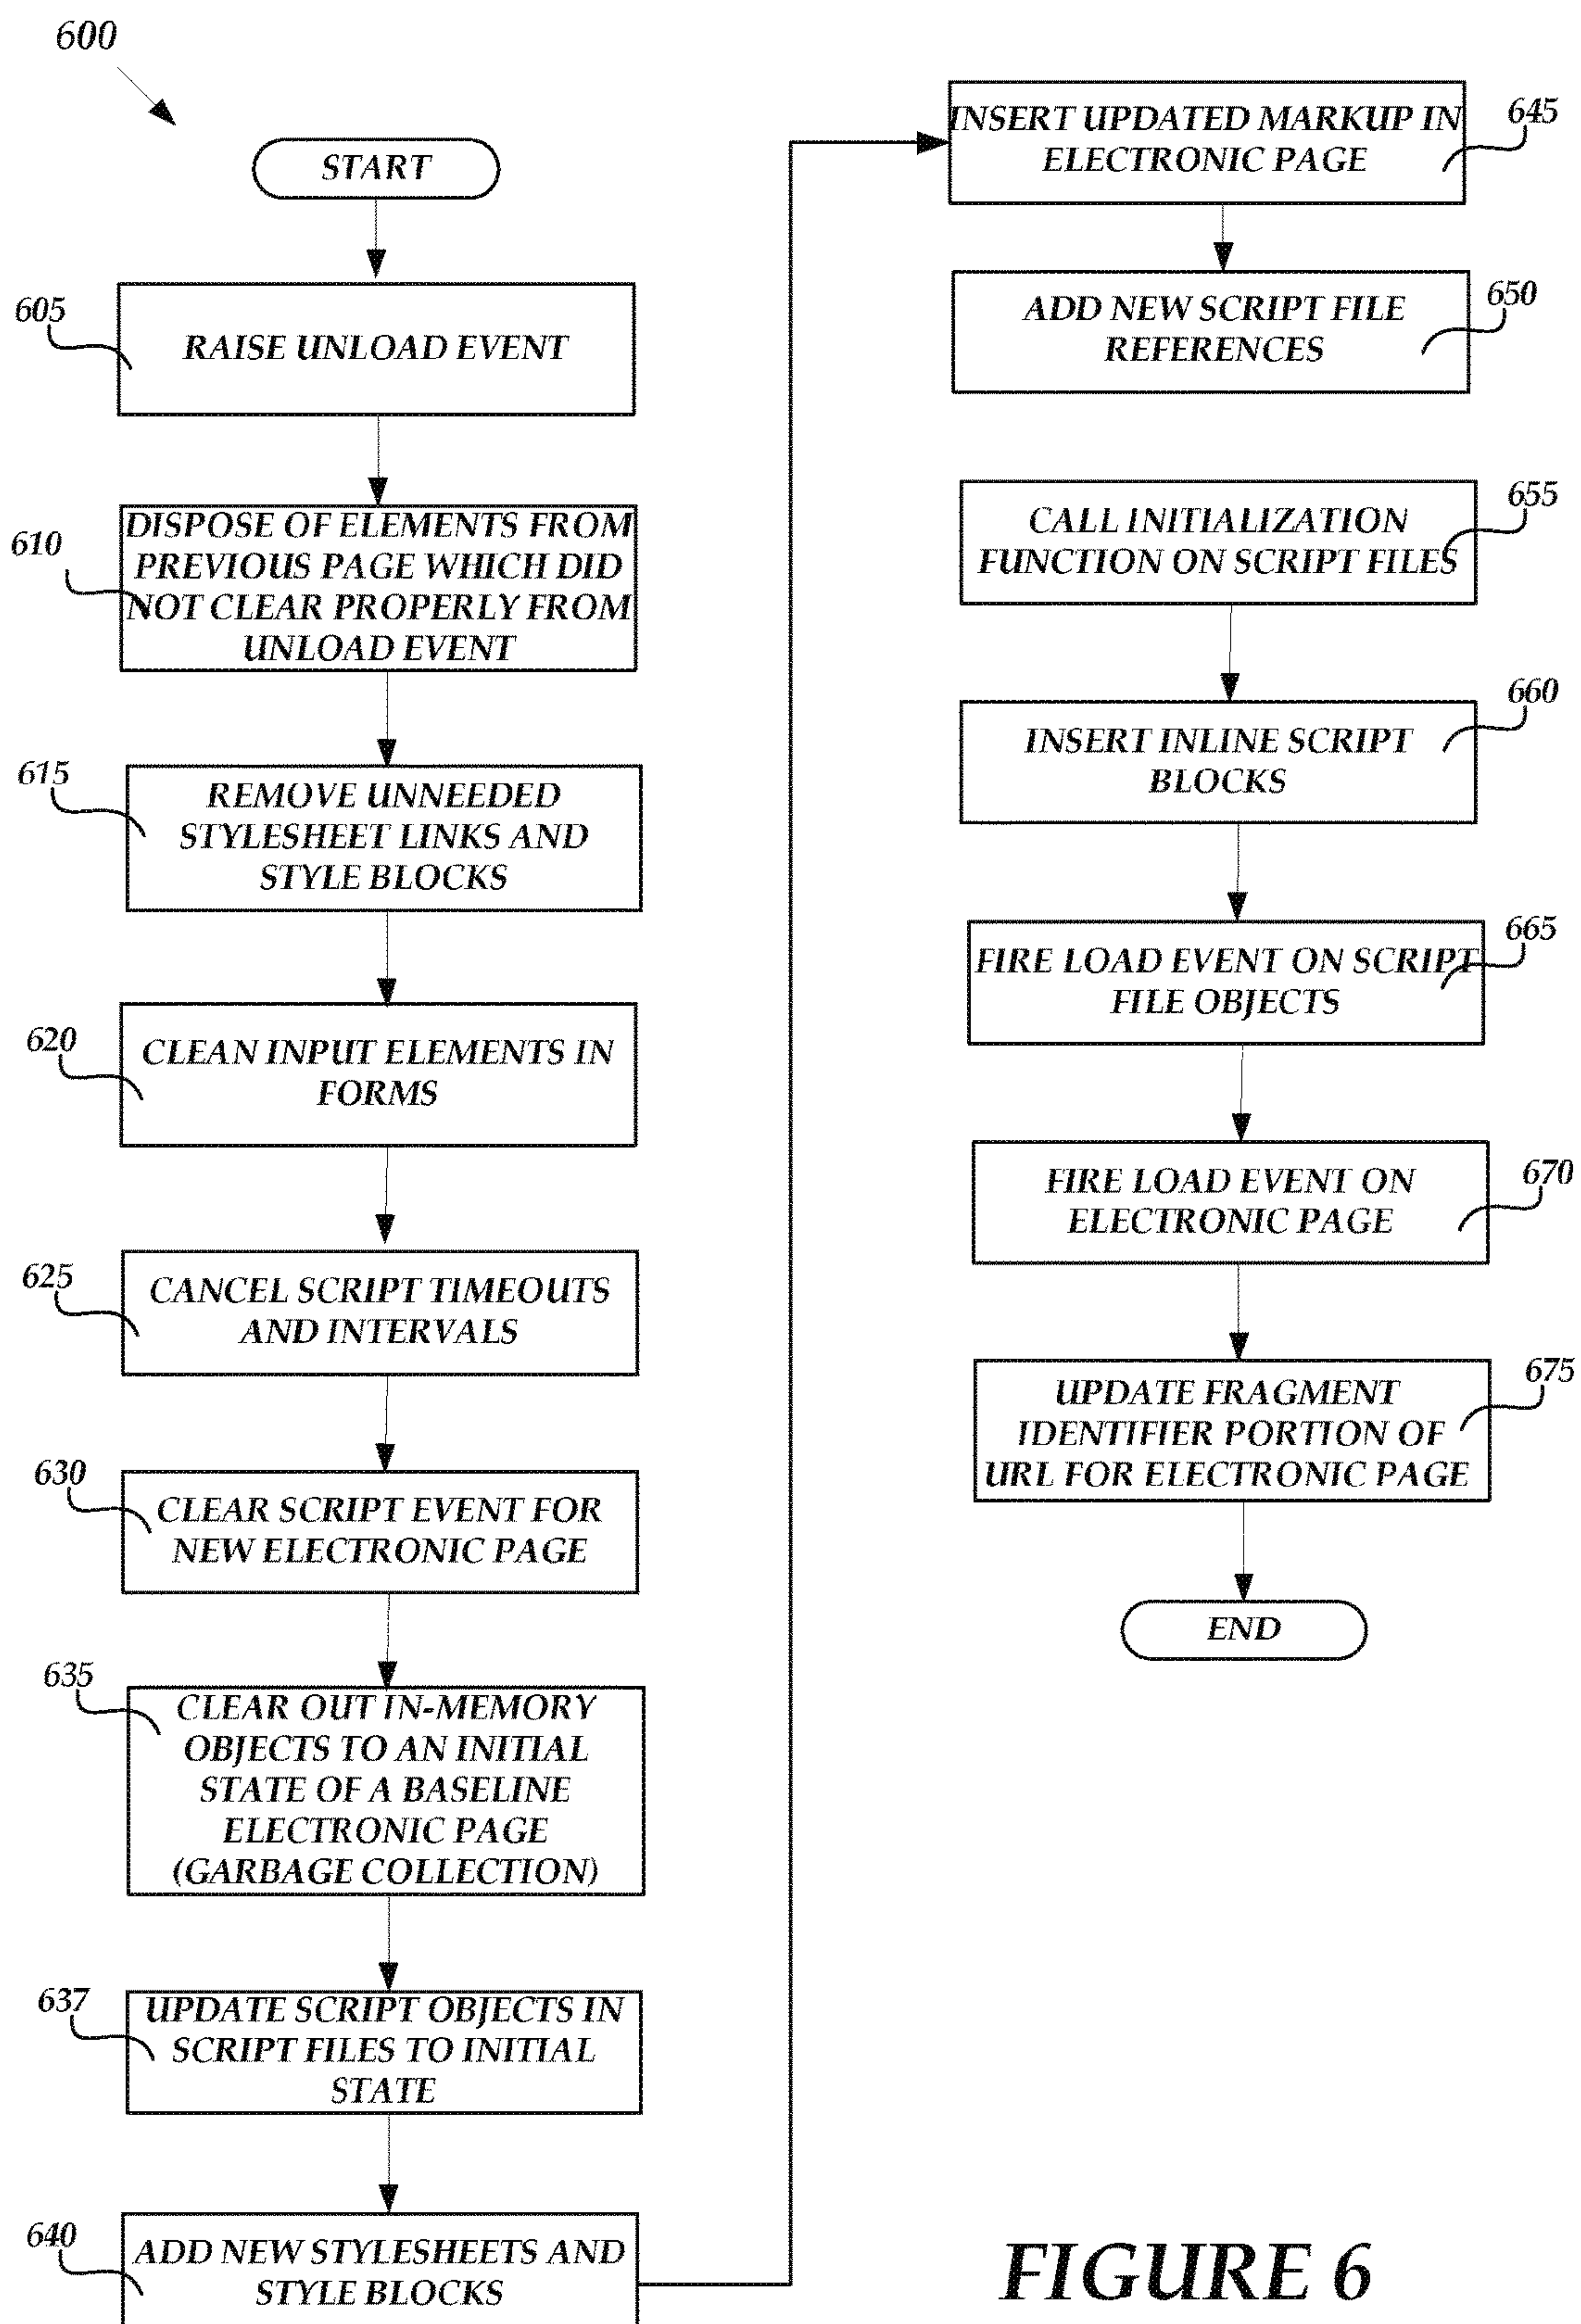 600
START
605
RAISE UNLOAD EVENT
610
DISPOSE OF ELEMENTS FROM
PREVIOUS PAGE WHICH DID
NOT CLEAR PROPERLY FROM
UNLOAD EVENT
615
REMOVE UNNEEDED
STYLESHEET LINKS AND
STYLE BLOCKS
620
CLEAN INPUT ELEMENTS IN
FORMS
625
CANCEL SCRIPT TIMEOUTS
AND INTERVALS
630
CLEAR SCRIPT EVENT FOR
NEW ELECTRONIC PAGE
635
CLEAR OUT IN-MEMORY
OBJECTS TO AN INITIAL
STATE OF A BASELINE
ELECTRONIC PAGE
(GARBAGE COLLECTION)
637
UPDATE SCRIPT OBJECTS IN
SCRIPT FILES TO INITIAL
STATE
640
ADD NEW STYLESHEETS AND
STYLE BLOCKS
645
INSERT UPDATED MARKUP IN
ELECTRONIC PAGE
650
ADD NEW SCRIPT FILE
REFERENCES
655
CALL INITIALIZATION
FUNCTION ON SCRIPT FILES
660
INSERT INLINE SCRIPT
BLOCKS
665
FIRE LOAD EVENT ON SCRIPT
FILE OBJECTS
670
FIRE LOAD EVENT ON
ELECTRONIC PAGE
675
UPDATE FRAGMENT
IDENTIFIER PORTION OF
URL FOR ELECTRONIC PAGE
END
FIGURE 6